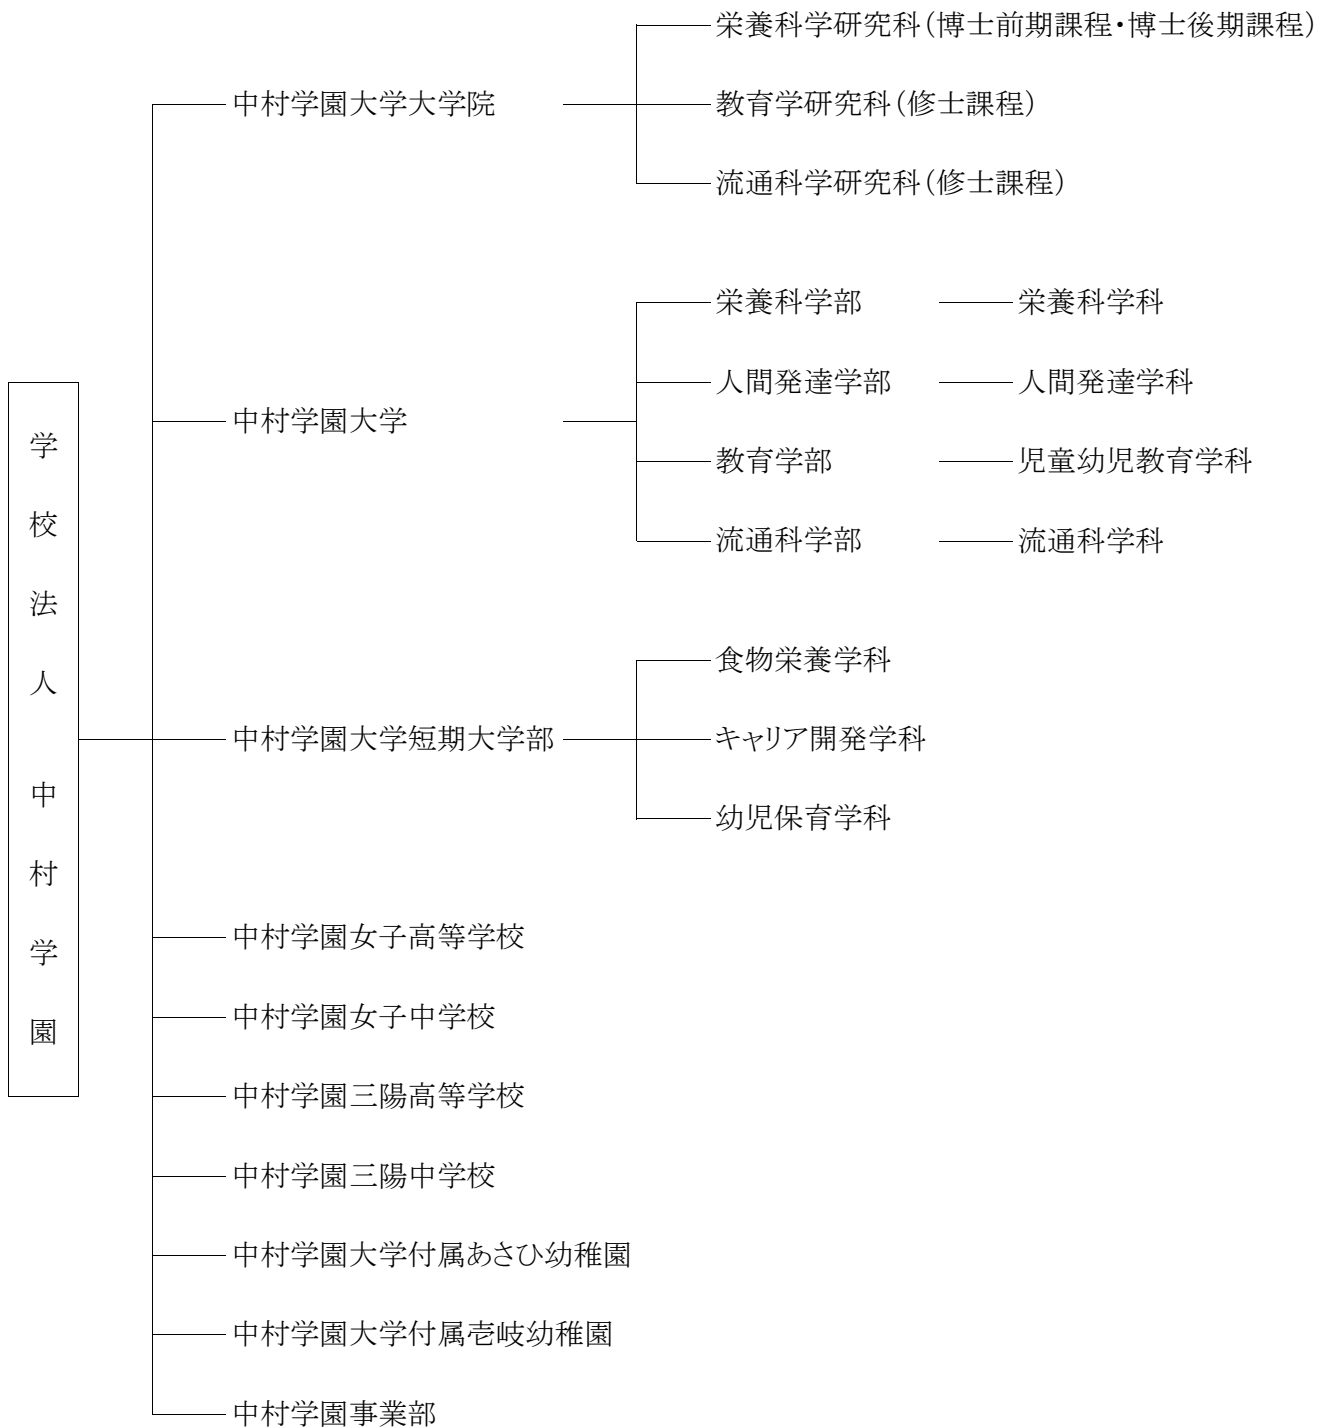 学校法人中村学園
中村学園大学大学院
栄養科学研究科(博士前期課程・博士後期課程)
教育学研究科(修士課程)
流通科学研究科(修士課程)
中村学園大学
栄養科学部
栄養科学科
人間発達学部
人間発達学科
教育学部
児童幼児教育学科
流通科学部
流通科学科
中村学園大学短期大学部
食物栄養学科
キャリア開発学科
幼児保育学科
中村学園女子高等学校
中村学園女子中学校
中村学園三陽高等学校
中村学園三陽中学校
中村学園大学付属あさひ幼稚園
中村学園大学付属壱岐幼稚園
中村学園事業部